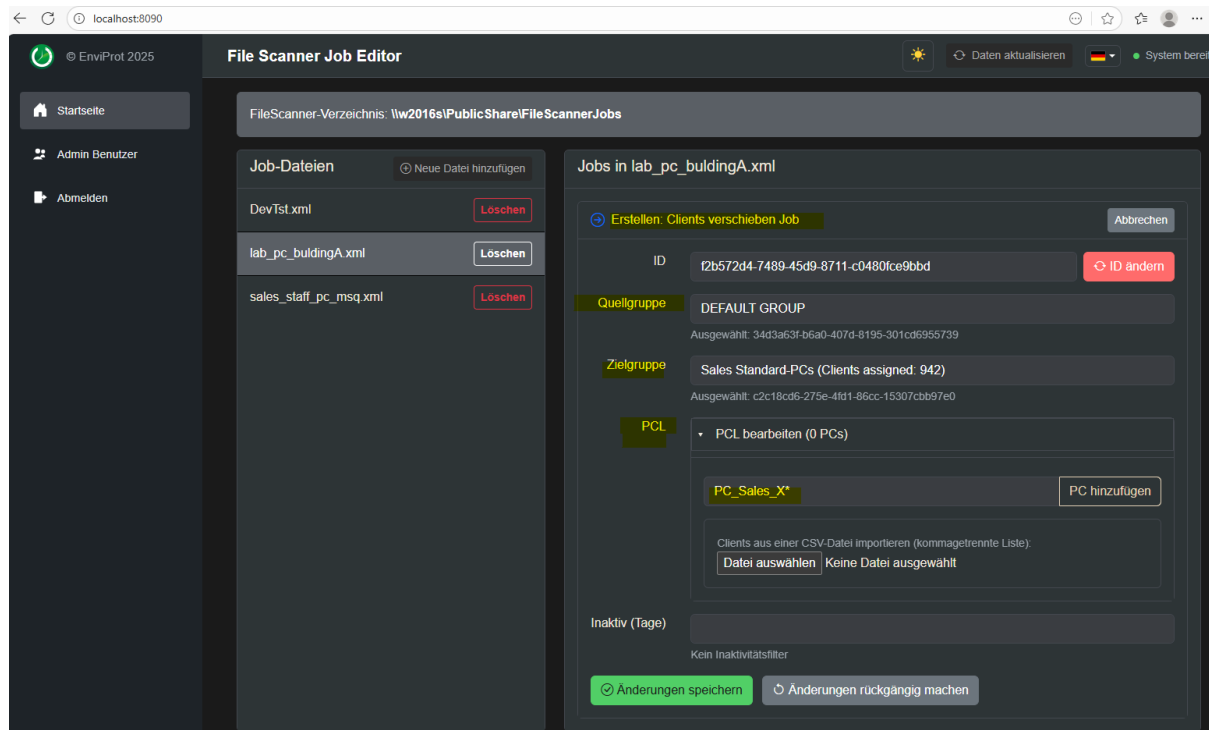 localhost:8090
© EnviProt 2025
File Scanner Job Editor
Daten aktualisieren
System bereit
Startseite
Admin Benutzer
Abmelden
FileScanner-Verzeichnis: \\w2016s\PublicShare\FileScannerJobs
Job-Dateien
Neue Datei hinzufügen
DevTst.xml
Löschen
lab_pc_buldingA.xml
Löschen
sales_staff_pc_msq.xml
Löschen
Jobs in lab_pc_buldingA.xml
Erstellen: Clients verschieben Job
Abbrechen
ID
f2b572d4-7489-45d9-8711-c0480fce9bbd
ID ändern
Quellgruppe
DEFAULT GROUP
Ausgewählt: 34d3a63f-b6a0-407d-8195-301cd6955739
Zielgruppe
Sales Standard-PCs (Clients assigned: 942)
Ausgewählt: c2c18cd6-275e-4fd1-86cc-15307cbb97e0
PCL
PCL bearbeiten (0 PCs)
PC_Sales_X*
PC hinzufügen
Clients aus einer CSV-Datei importieren (kommagetrennte Liste):
Datei auswählen Keine Datei ausgewählt
Inaktiv (Tage)
Kein Inaktivitätsfilter
Änderungen speichern
Änderungen rückgängig machen